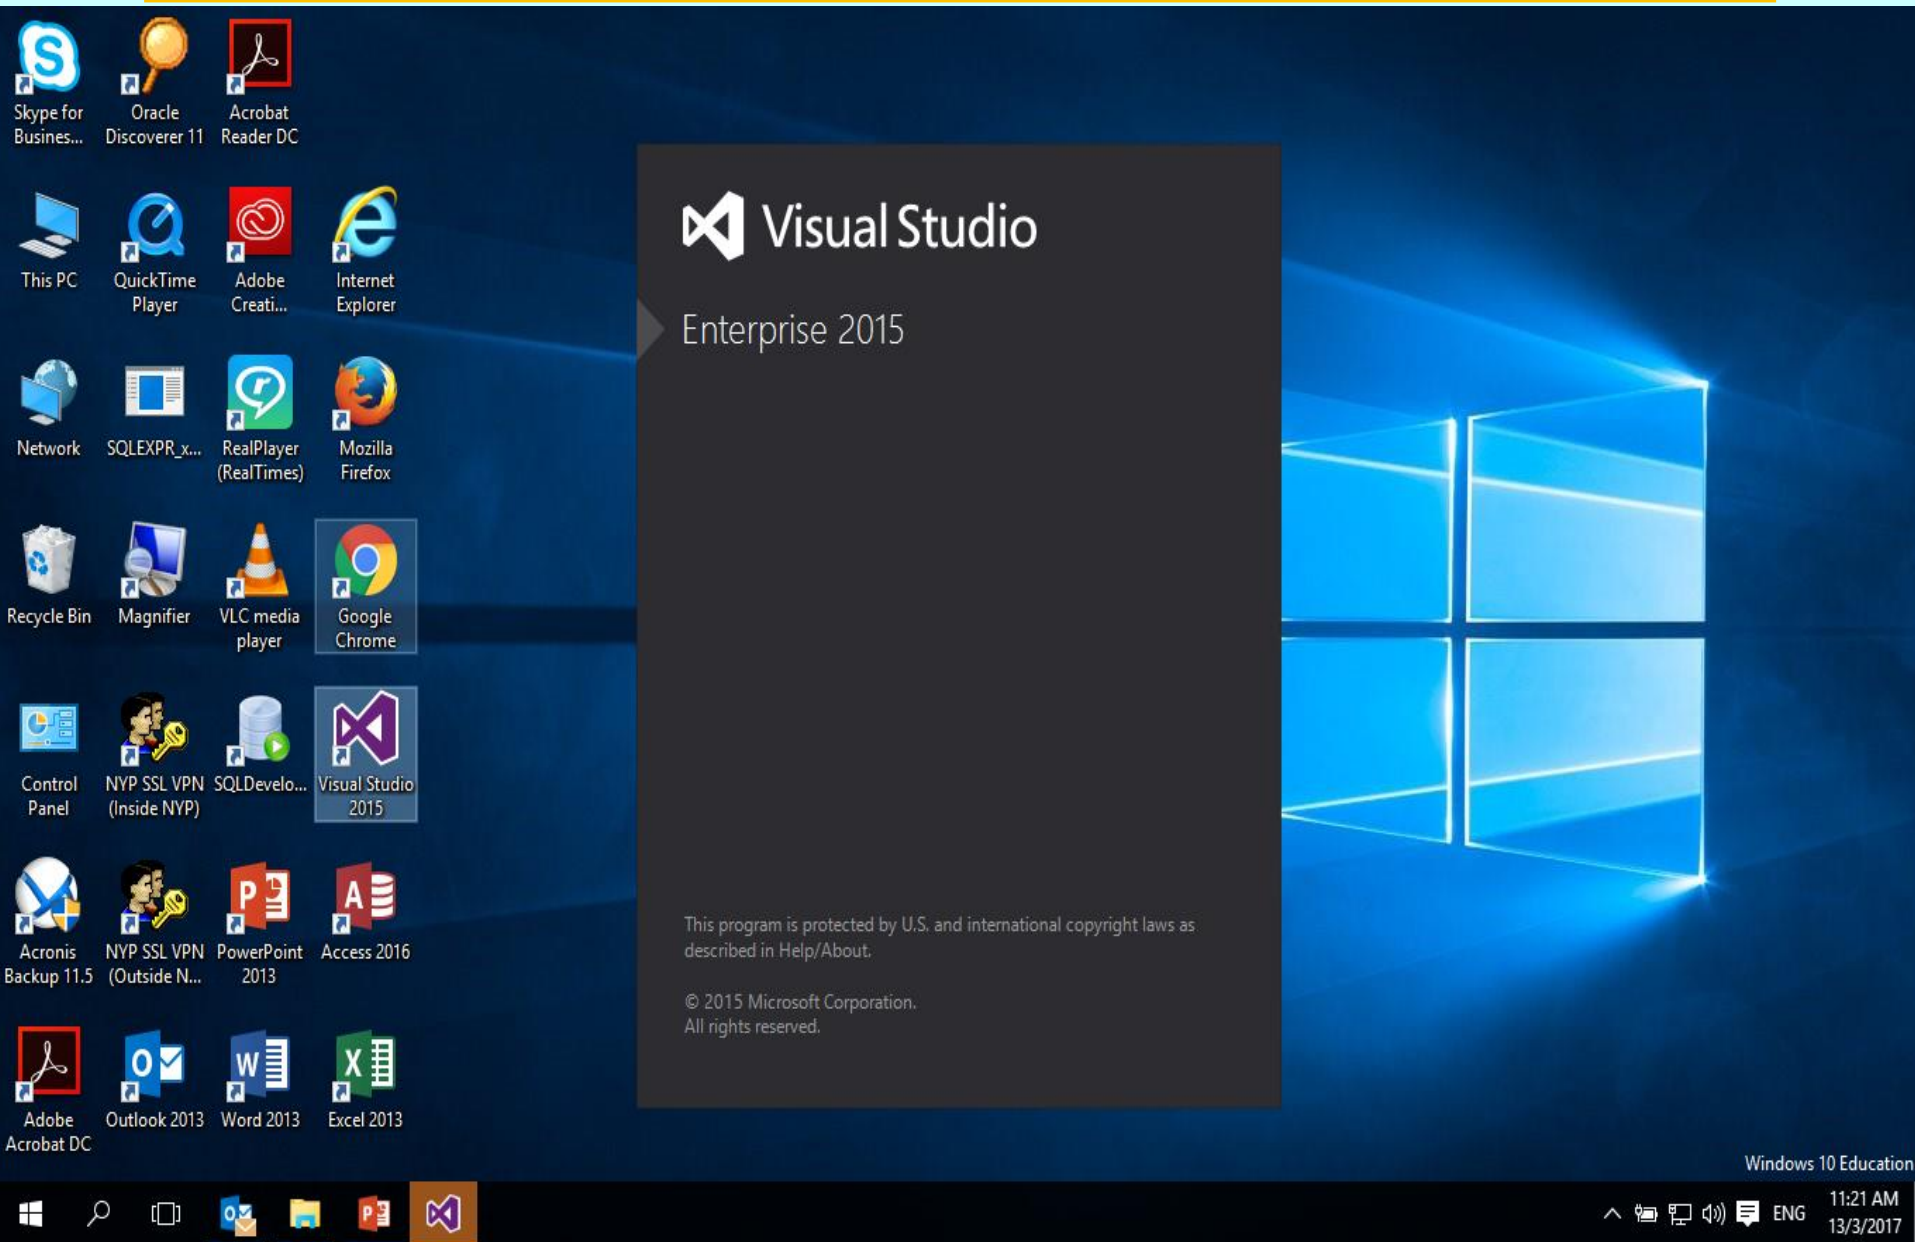 Skype for
Busines...
Oracle
Discoverer 11
Acrobat
Reader DC
This PC
QuickTime
Player
Adobe
Creati...
Internet
Explorer
Network
SQLEXPR_x...
RealPlayer
(RealTimes)
Mozilla
Firefox
Recycle Bin
Magnifier
VLC media
player
Google
Chrome
Control
Panel
NYP SSL VPN
(Inside NYP)
SQLDevelo...
Visual Studio
2015
Acronis
Backup 11.5
NYP SSL VPN
(Outside N...
PowerPoint
2013
Access 2016
Adobe
Acrobat DC
Outlook 2013
Word 2013
Excel 2013
Visual Studio
Enterprise 2015
This program is protected by U.S. and international copyright laws as
described in Help/About.
© 2015 Microsoft Corporation.
All rights reserved.
Windows 10 Education
ENG
11:21 AM
13/3/2017